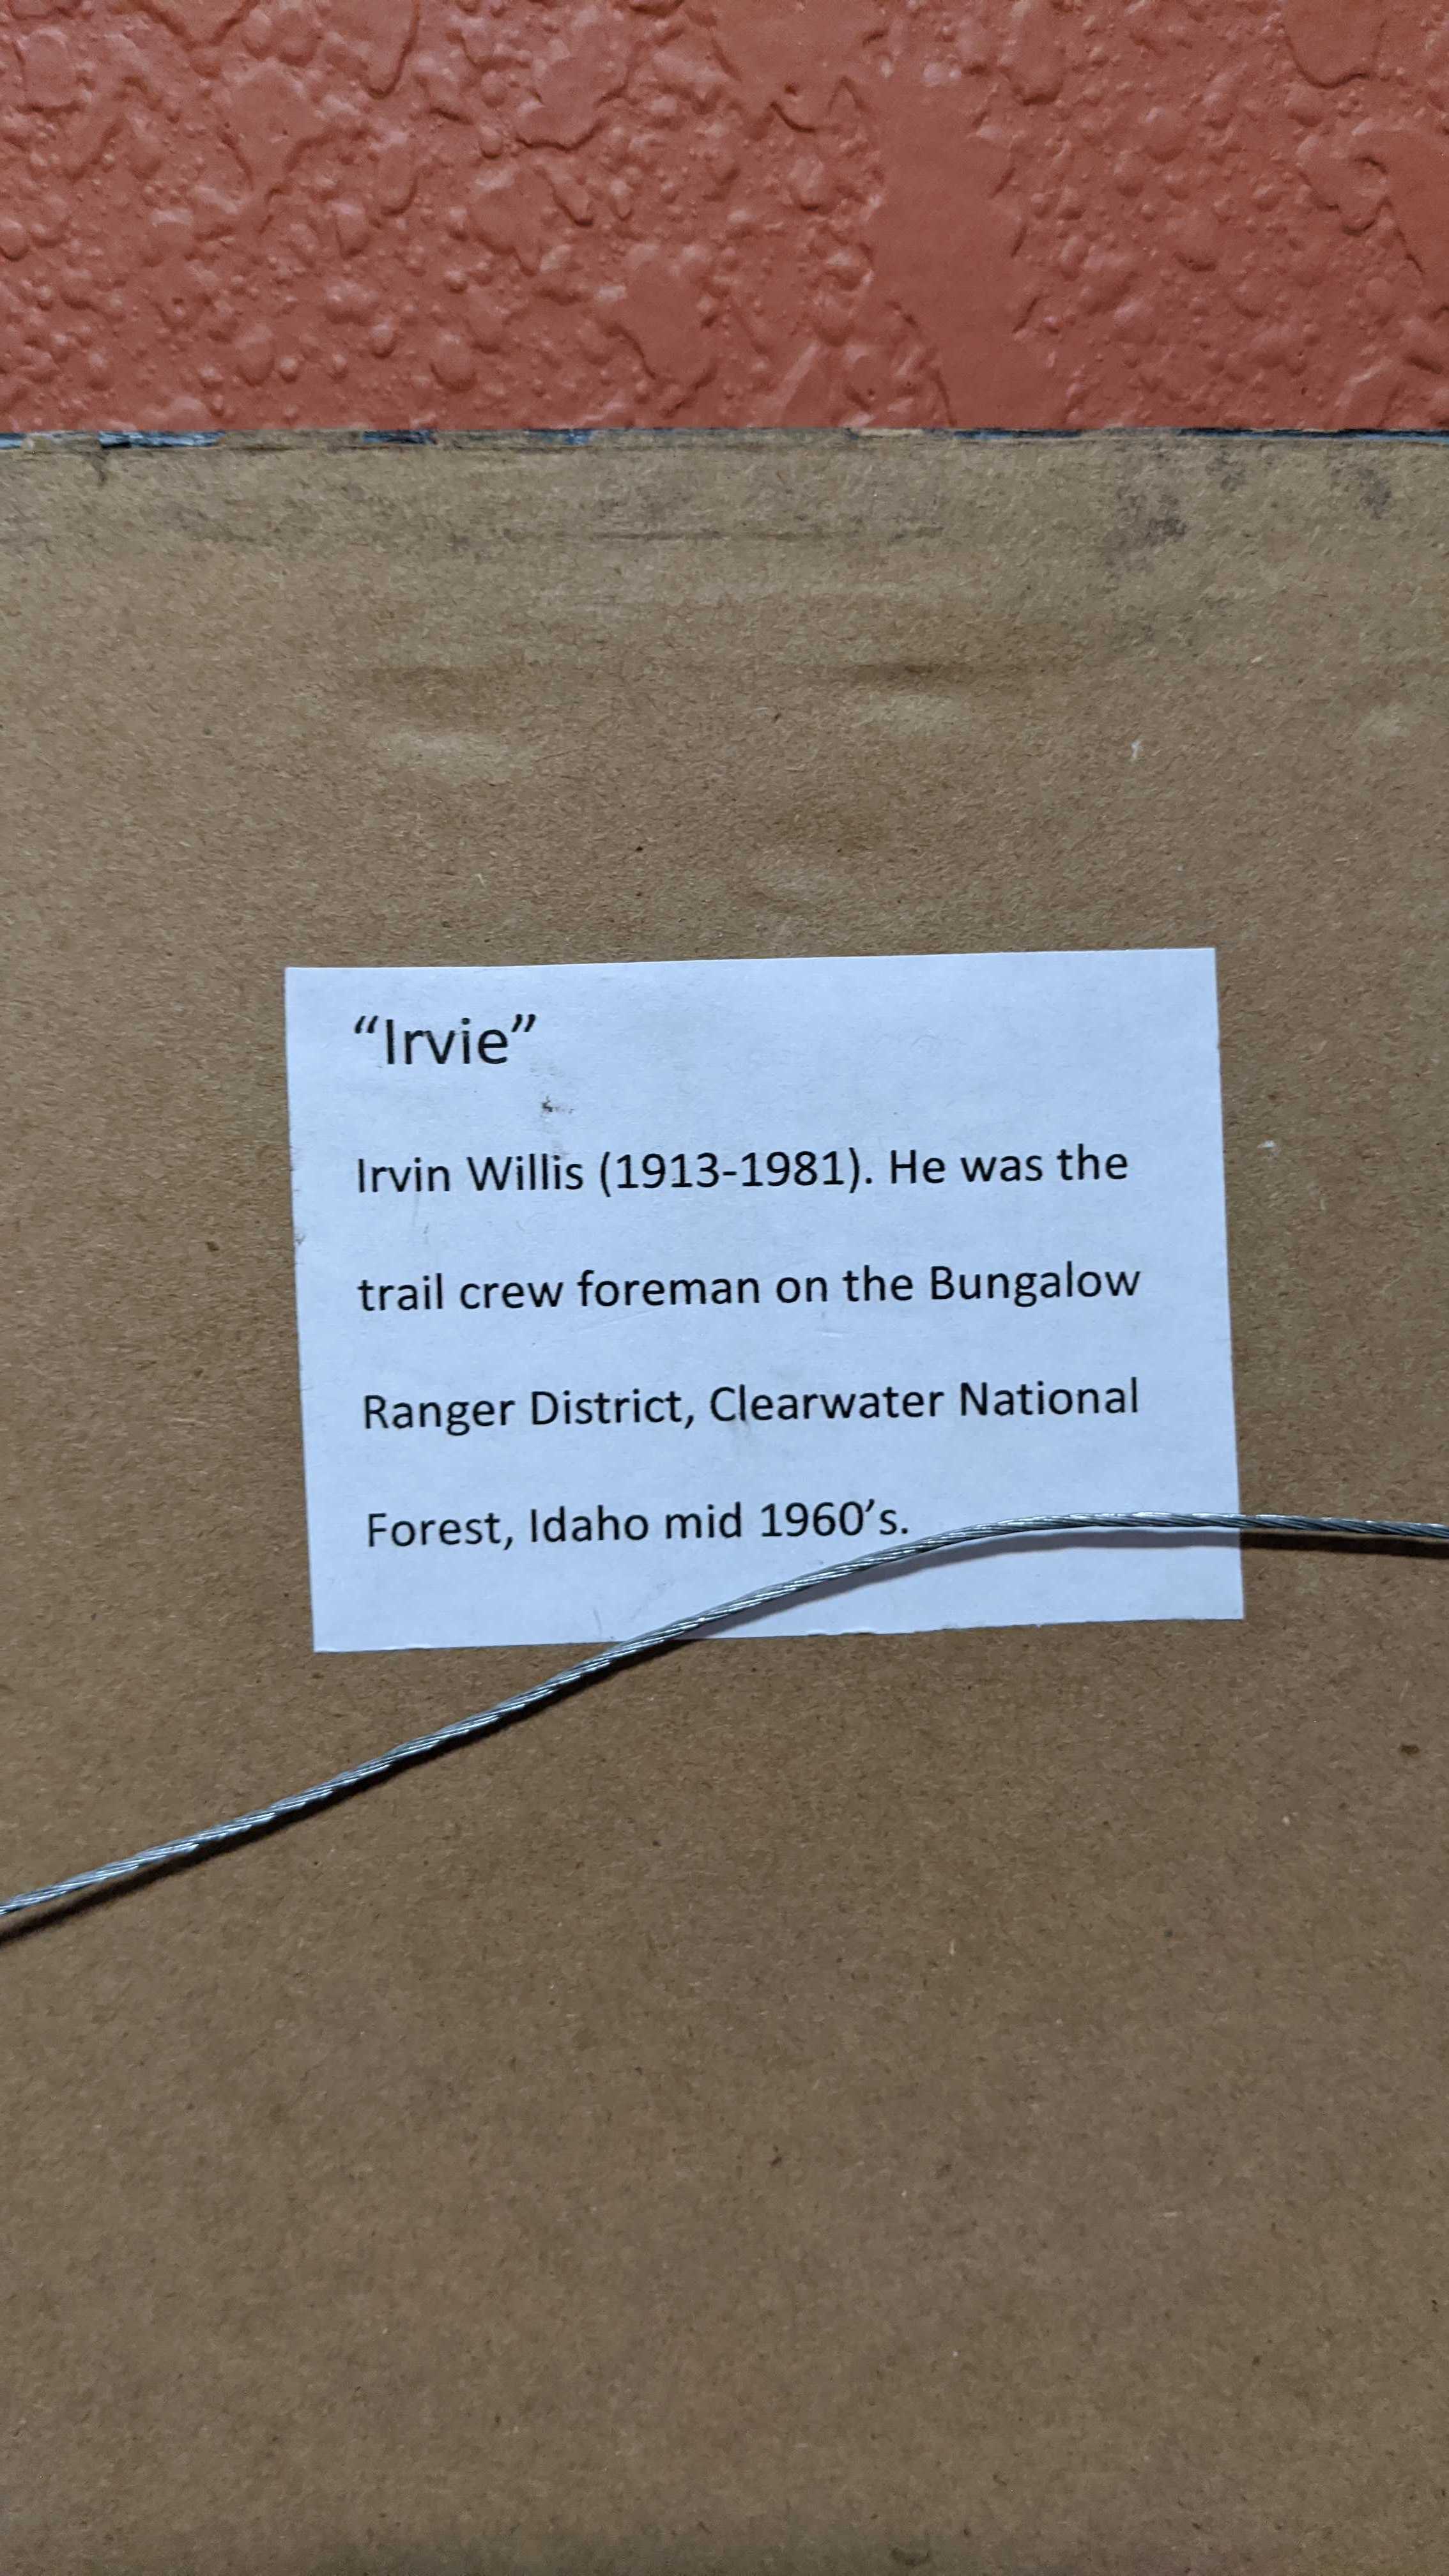 “Irvie”
Irvin Willis (1913-1981). He was the
trail crew foreman on the Bungalow
Ranger District, Clearwater National
Forest, Idaho mid 1960’s.